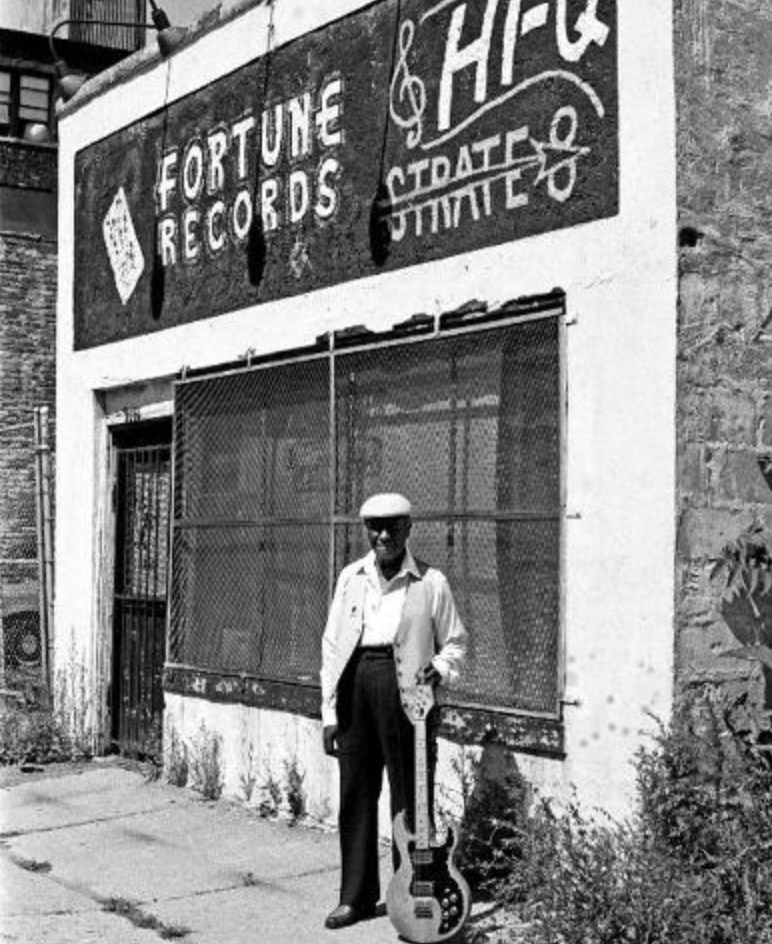 FORTUNE
RECORDS
HI-Q
STRATE 8